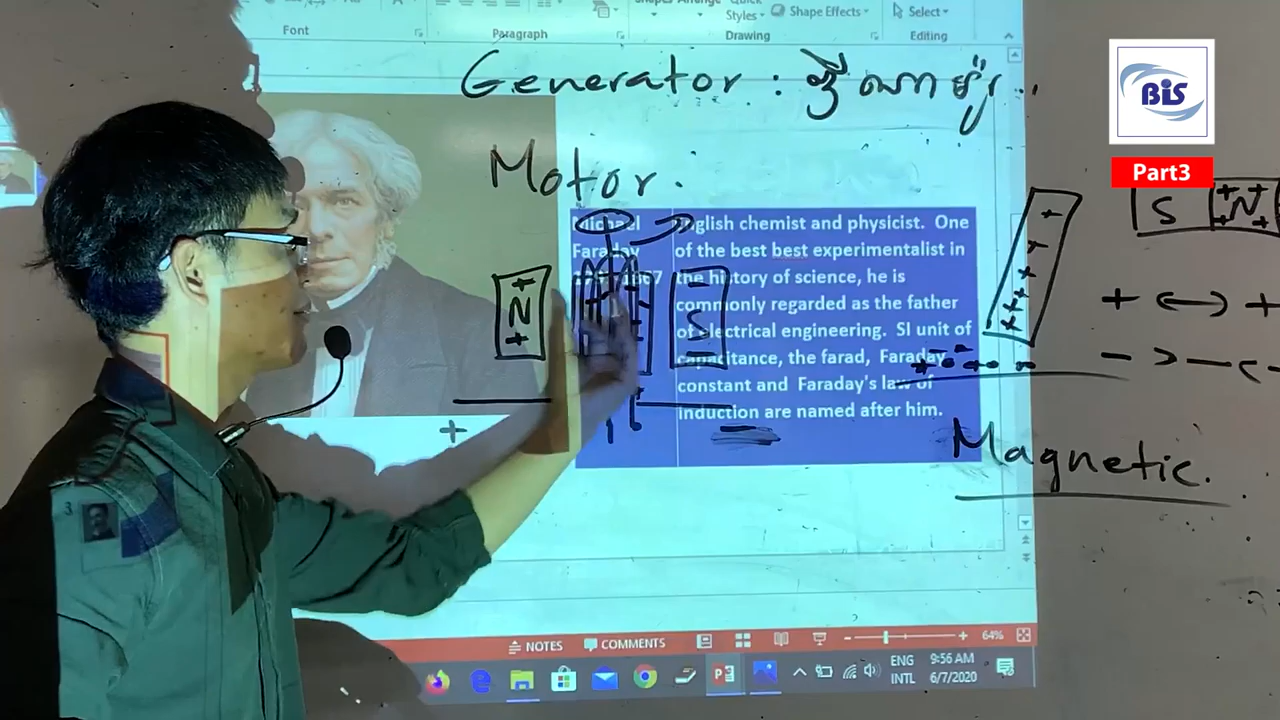 Font
Paragraph
Styles
Shape Effects
Drawing
Select
Editing
Generator :
BiS
Part3
Motor.
English chemist and physicist. One
Faraday
of the best best experimentalist in
the history of science, he is
commonly regarded as the father
of electrical engineering. SI unit of
capacitance, the farad, Faraday
constant and Faraday's law of
induction are named after him.
+ N +
- S -
S N
+ ↔ +
Magnetic.
3
NOTES
COMMENTS
64%
ENG
INTL
9:56 AM
6/7/2020